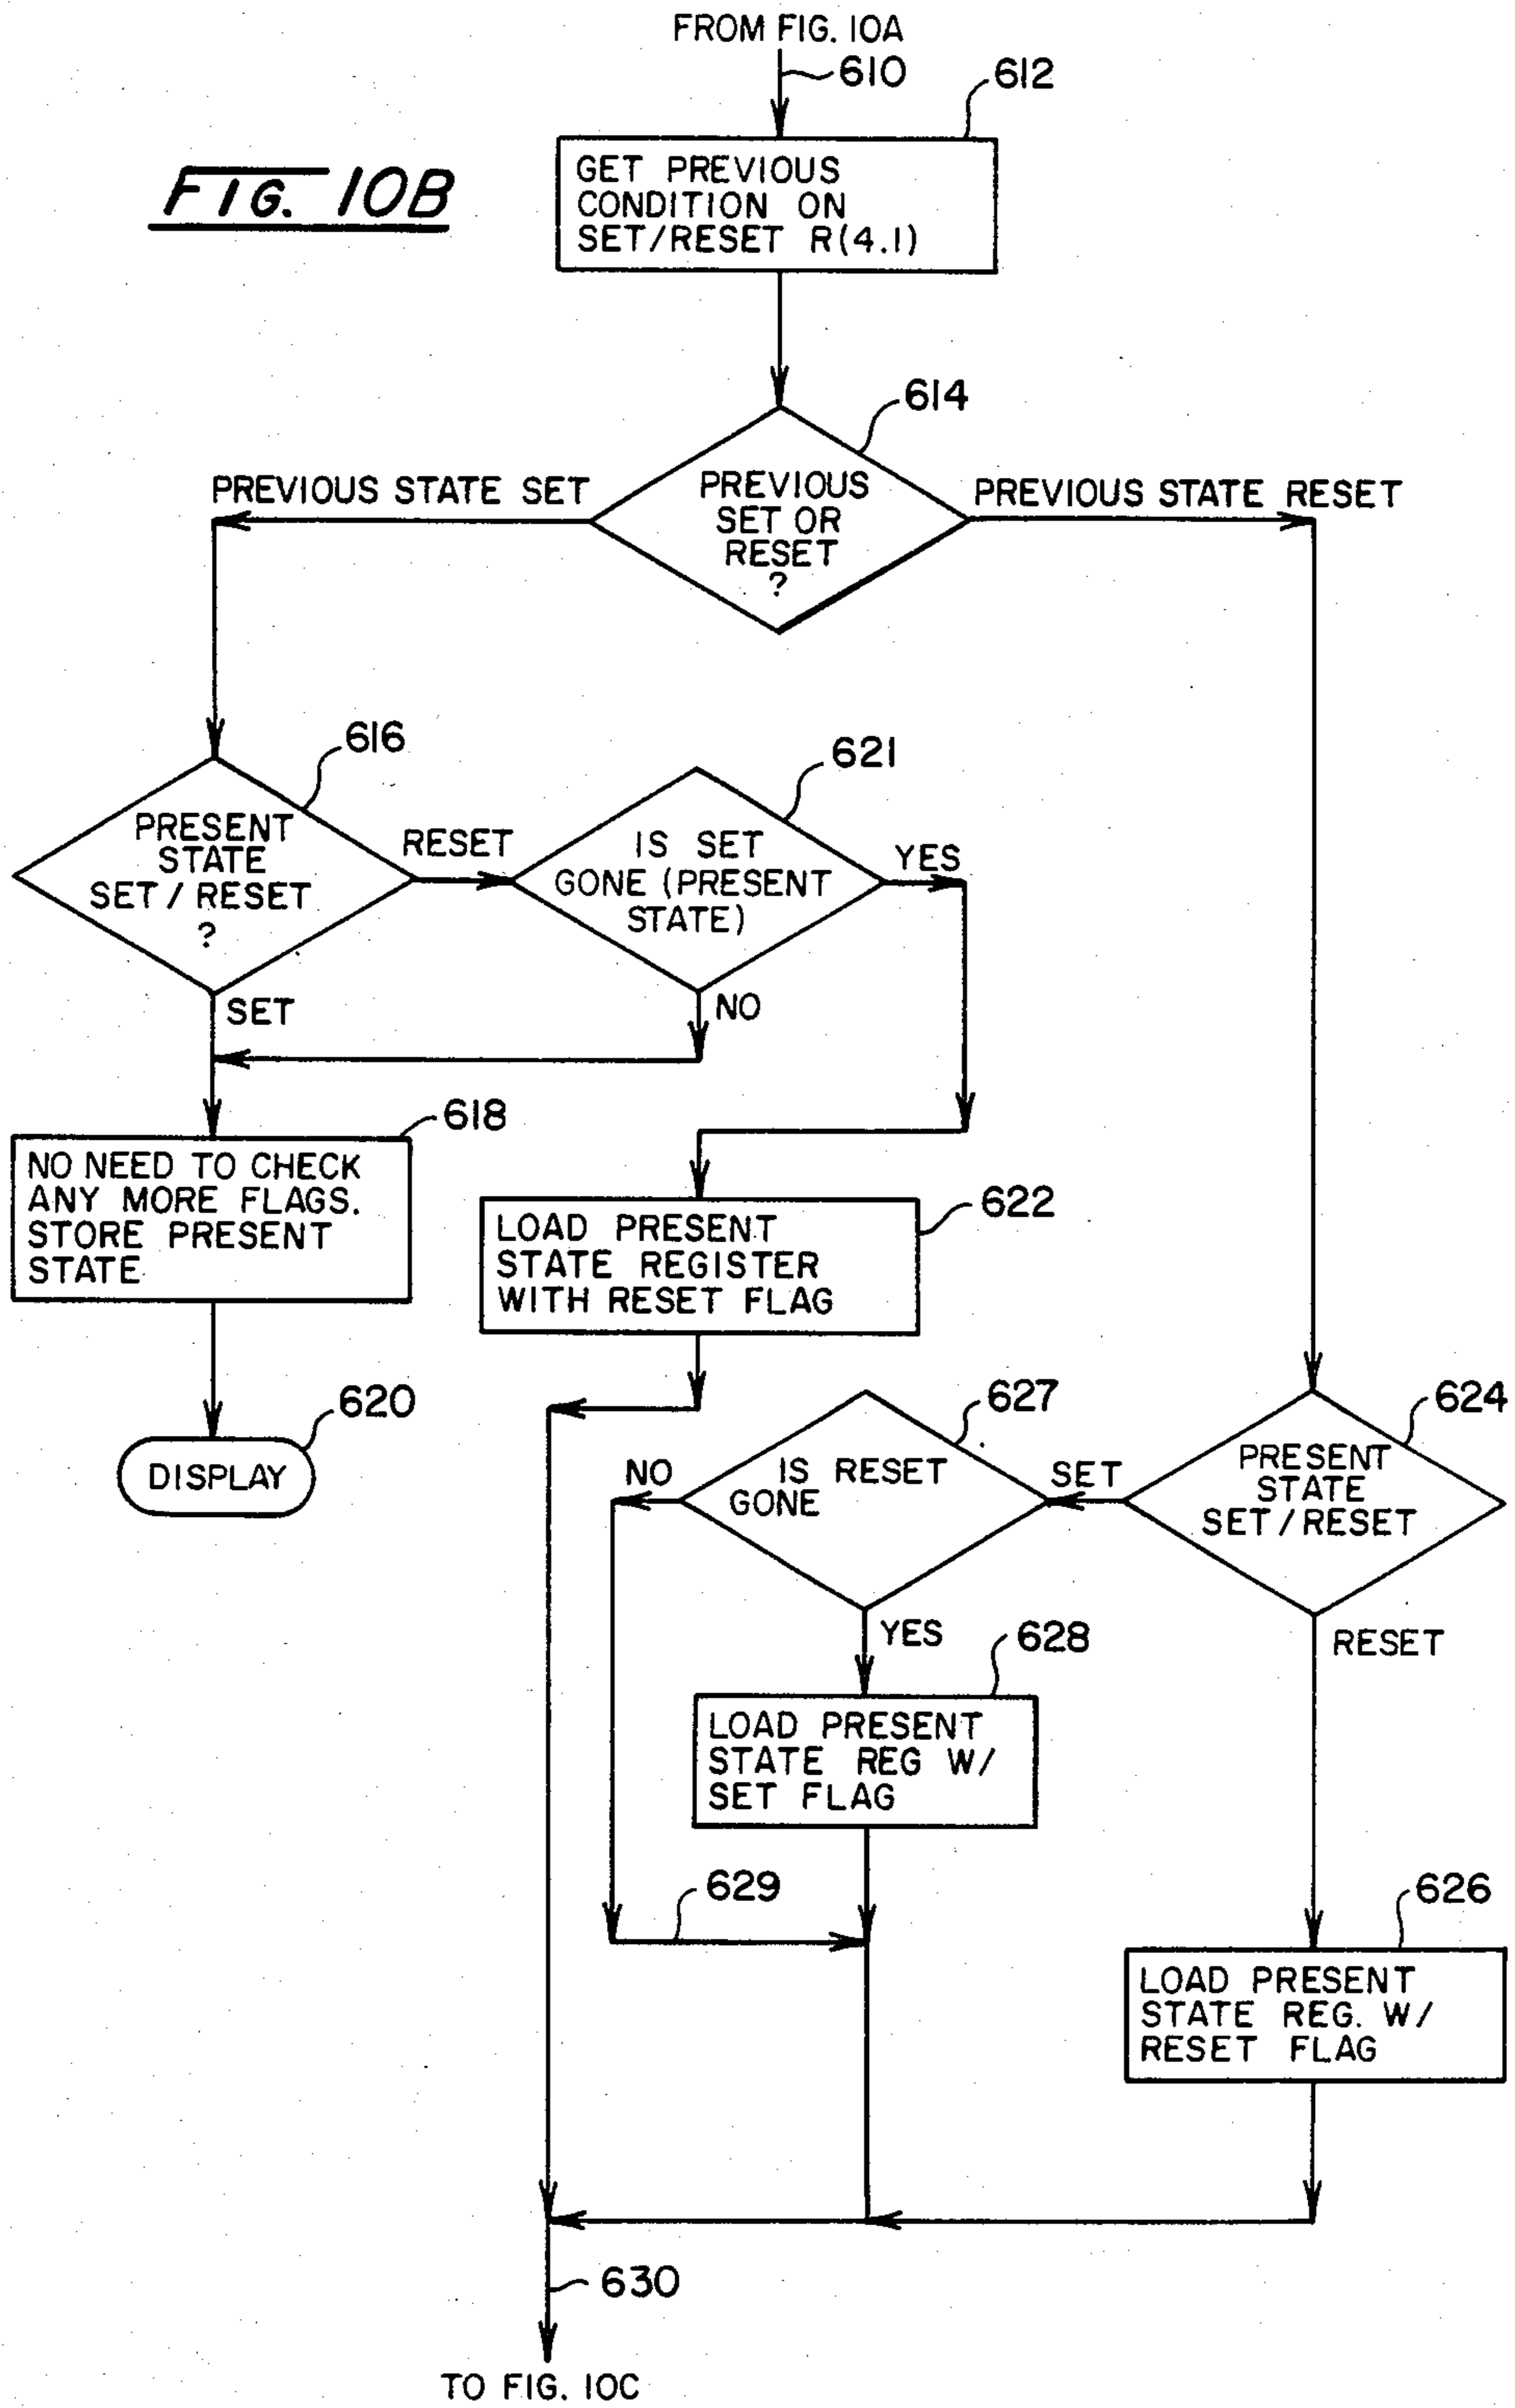 FROM FIG. 10A
610
612
FIG. 10B
GET PREVIOUS
CONDITION ON
SET/RESET R(4.1)
614
PREVIOUS STATE SET
PREVIOUS
SET OR
RESET
?
PREVIOUS STATE RESET
616
PRESENT
STATE
SET / RESET
?
RESET
621
IS SET
GONE (PRESENT
STATE)
YES
SET
NO
618
NO NEED TO CHECK
ANY MORE FLAGS.
STORE PRESENT
STATE
622
LOAD PRESENT
STATE REGISTER
WITH RESET FLAG
620
DISPLAY
627
NO
IS RESET
GONE
SET
624
PRESENT
STATE
SET / RESET
YES
RESET
628
LOAD PRESENT
STATE REG W/
SET FLAG
629
626
LOAD PRESENT
STATE REG. W/
RESET FLAG
630
TO FIG. 10C